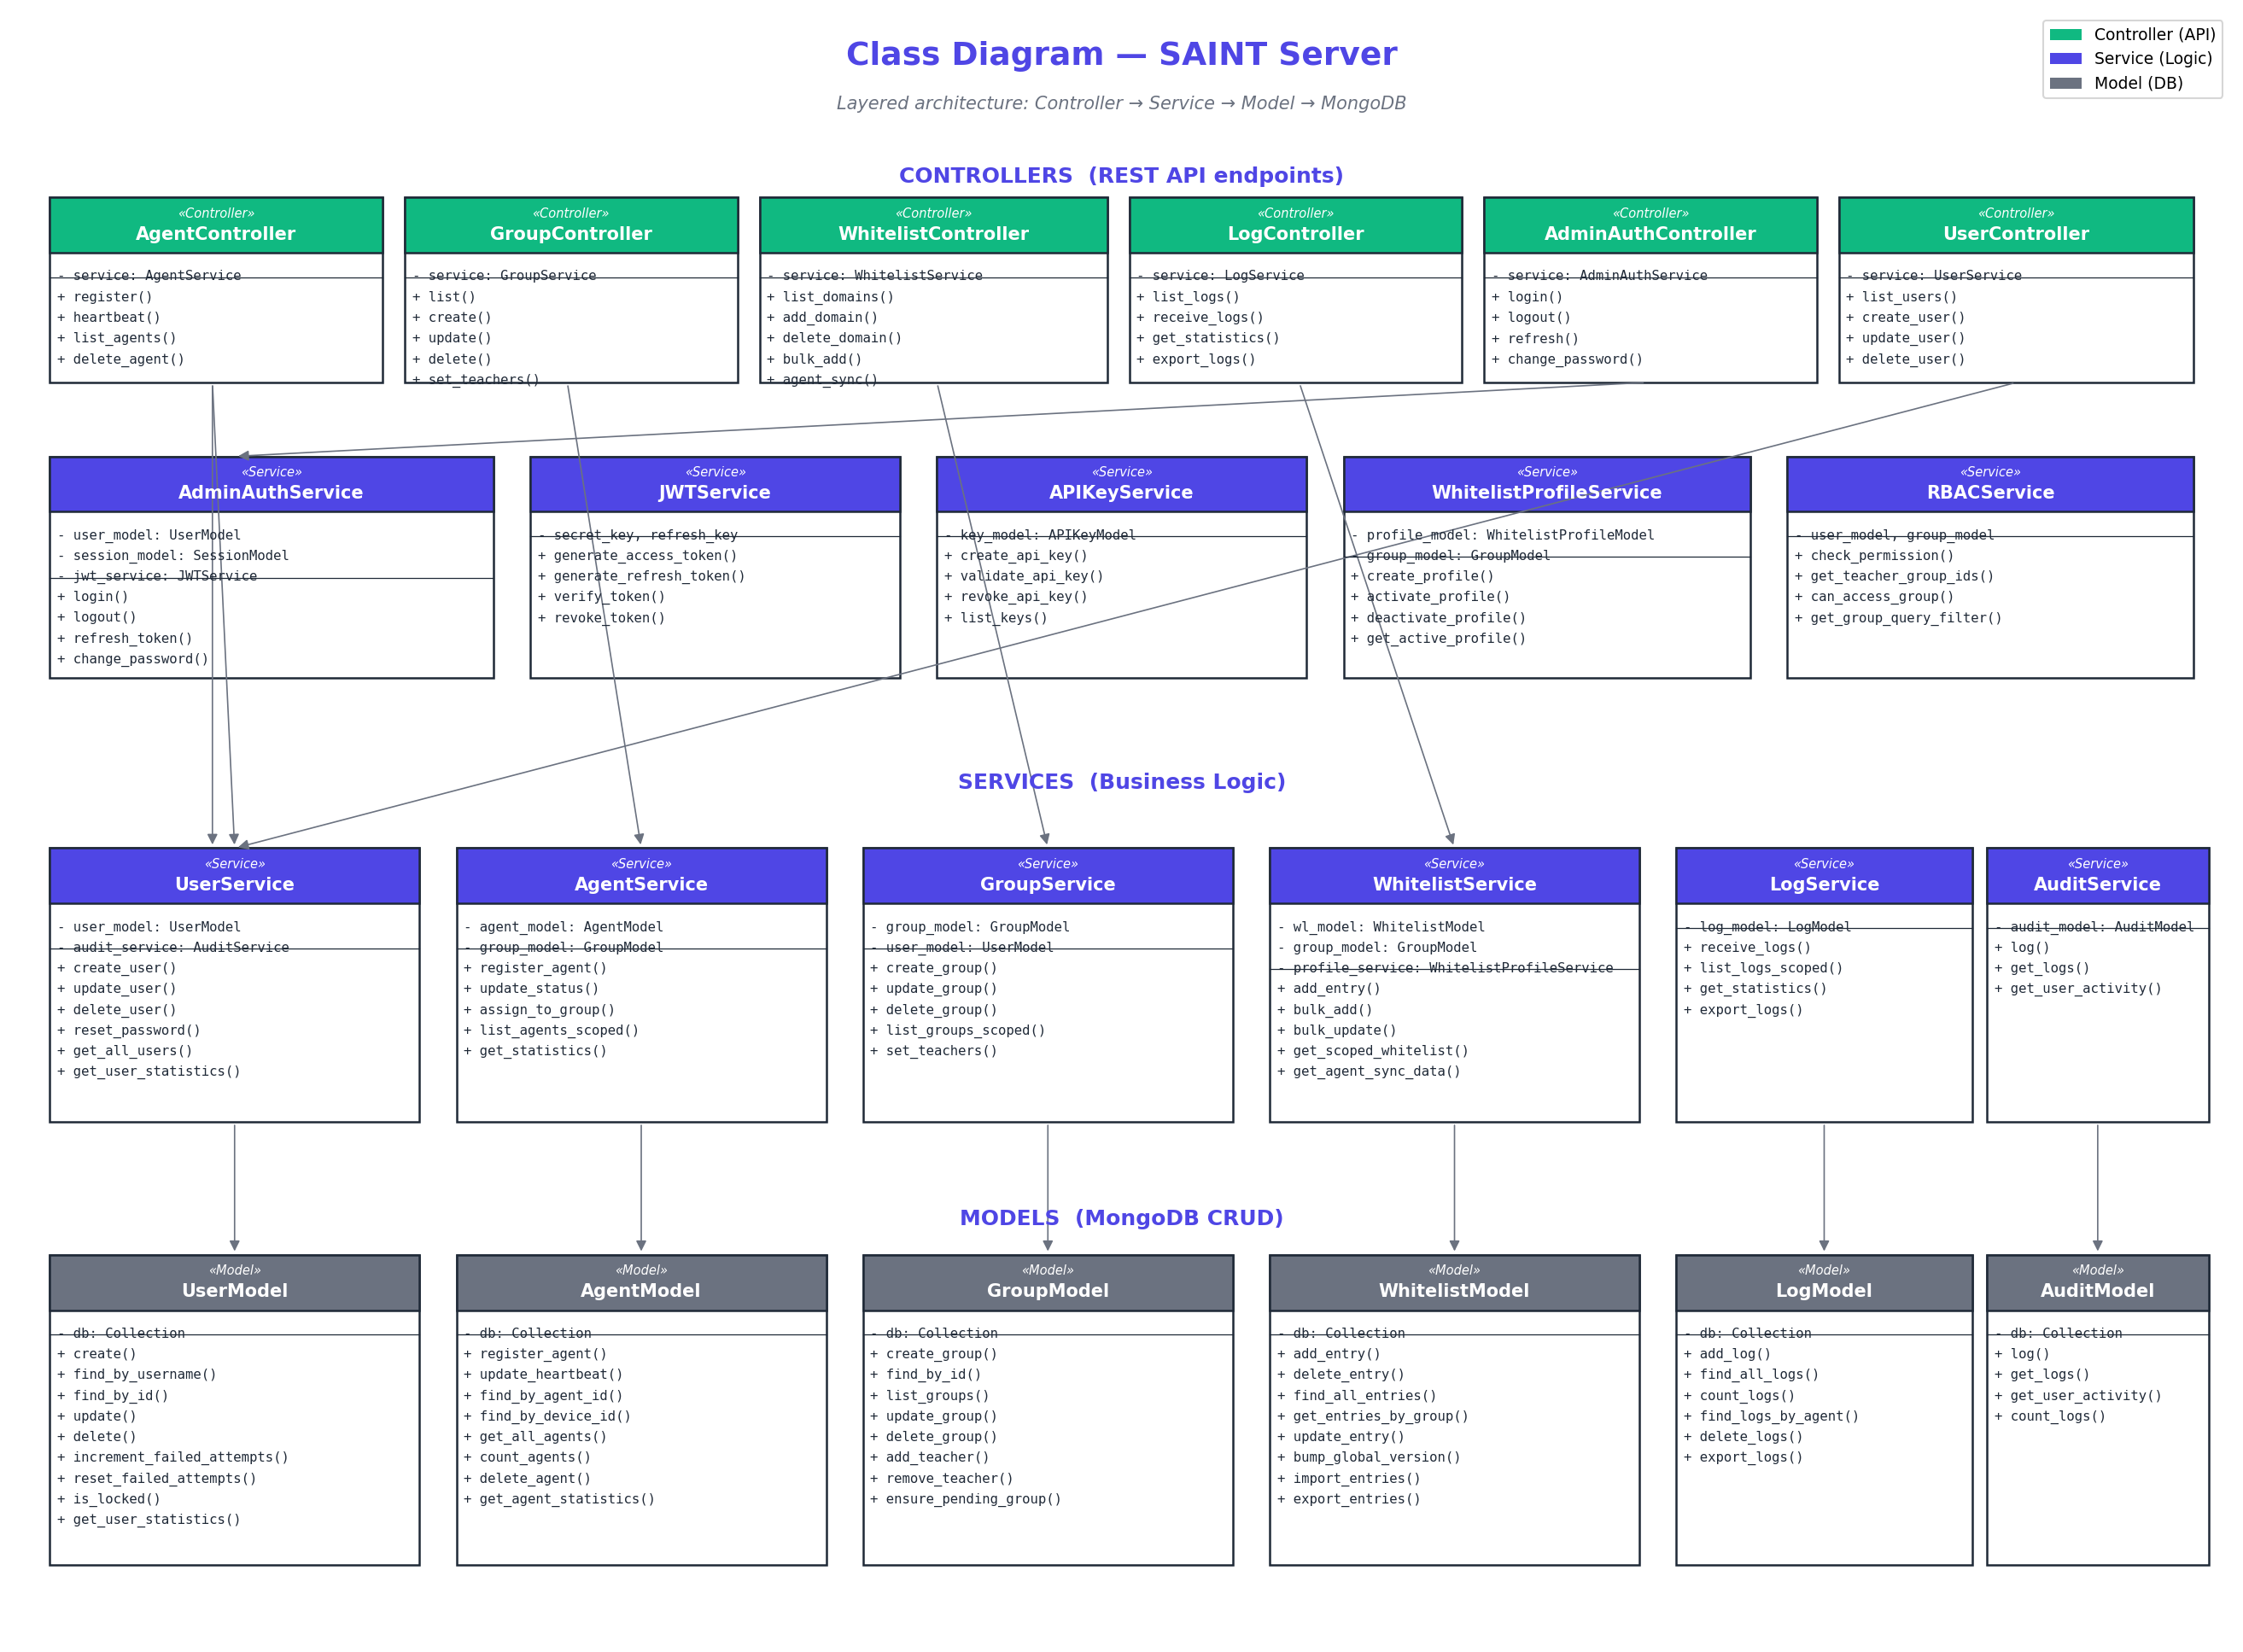 Class Diagram — SAINT Server
Layered architecture: Controller → Service → Model → MongoDB
Controller (API)
Service (Logic)
Model (DB)
CONTROLLERS (REST API endpoints)
«Controller»
AgentController
- service: AgentService
+ register()
+ heartbeat()
+ list_agents()
+ delete_agent()
«Controller»
GroupController
- service: GroupService
+ list()
+ create()
+ update()
+ delete()
+ set_teachers()
«Controller»
WhitelistController
- service: WhitelistService
+ list_domains()
+ add_domain()
+ delete_domain()
+ bulk_add()
+ agent_sync()
«Controller»
LogController
- service: LogService
+ list_logs()
+ receive_logs()
+ get_statistics()
+ export_logs()
«Controller»
AdminAuthController
- service: AdminAuthService
+ login()
+ logout()
+ refresh()
+ change_password()
«Controller»
UserController
- service: UserService
+ list_users()
+ create_user()
+ update_user()
+ delete_user()
«Service»
AdminAuthService
- user_model: UserModel
- session_model: SessionModel
- jwt_service: JWTService
+ login()
+ logout()
+ refresh_token()
+ change_password()
«Service»
JWTService
- secret_key, refresh_key
+ generate_access_token()
+ generate_refresh_token()
+ verify_token()
+ revoke_token()
«Service»
APIKeyService
- key_model: APIKeyModel
+ create_api_key()
+ validate_api_key()
+ revoke_api_key()
+ list_keys()
«Service»
WhitelistProfileService
- profile_model: WhitelistProfileModel
- group_model: GroupModel
+ create_profile()
+ activate_profile()
+ deactivate_profile()
+ get_active_profile()
«Service»
RBACService
- user_model, group_model
+ check_permission()
+ get_teacher_group_ids()
+ can_access_group()
+ get_group_query_filter()
SERVICES (Business Logic)
«Service»
UserService
- user_model: UserModel
- audit_service: AuditService
+ create_user()
+ update_user()
+ delete_user()
+ reset_password()
+ get_all_users()
+ get_user_statistics()
«Service»
AgentService
- agent_model: AgentModel
- group_model: GroupModel
+ register_agent()
+ update_status()
+ assign_to_group()
+ list_agents_scoped()
+ get_statistics()
«Service»
GroupService
- group_model: GroupModel
- user_model: UserModel
+ create_group()
+ update_group()
+ delete_group()
+ list_groups_scoped()
+ set_teachers()
«Service»
WhitelistService
- wl_model: WhitelistModel
- group_model: GroupModel
- profile_service: WhitelistProfileService
+ add_entry()
+ bulk_add()
+ bulk_update()
+ get_scoped_whitelist()
+ get_agent_sync_data()
«Service»
LogService
- log_model: LogModel
+ receive_logs()
+ list_logs_scoped()
+ get_statistics()
+ export_logs()
«Service»
AuditService
- audit_model: AuditModel
+ log()
+ get_logs()
+ get_user_activity()
MODELS (MongoDB CRUD)
«Model»
UserModel
- db: Collection
+ create()
+ find_by_username()
+ find_by_id()
+ update()
+ delete()
+ increment_failed_attempts()
+ reset_failed_attempts()
+ is_locked()
+ get_user_statistics()
«Model»
AgentModel
- db: Collection
+ register_agent()
+ update_heartbeat()
+ find_by_agent_id()
+ find_by_device_id()
+ get_all_agents()
+ count_agents()
+ delete_agent()
+ get_agent_statistics()
«Model»
GroupModel
- db: Collection
+ create_group()
+ find_by_id()
+ list_groups()
+ update_group()
+ delete_group()
+ add_teacher()
+ remove_teacher()
+ ensure_pending_group()
«Model»
WhitelistModel
- db: Collection
+ add_entry()
+ delete_entry()
+ find_all_entries()
+ get_entries_by_group()
+ update_entry()
+ bump_global_version()
+ import_entries()
+ export_entries()
«Model»
LogModel
- db: Collection
+ add_log()
+ find_all_logs()
+ count_logs()
+ find_logs_by_agent()
+ delete_logs()
+ export_logs()
«Model»
AuditModel
- db: Collection
+ log()
+ get_logs()
+ get_user_activity()
+ count_logs()